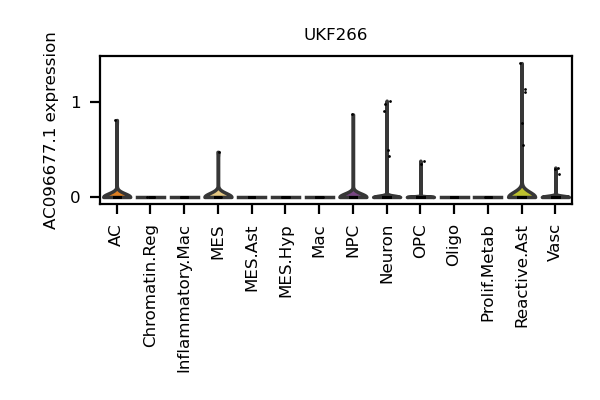 UKF266
AC096677.1 expression
1
0
AC
Chromatin.Reg
Inflammatory.Mac
MES
MES.Ast
MES.Hyp
Mac
NPC
Neuron
OPC
Oligo
Prolif.Metab
Reactive.Ast
Vasc